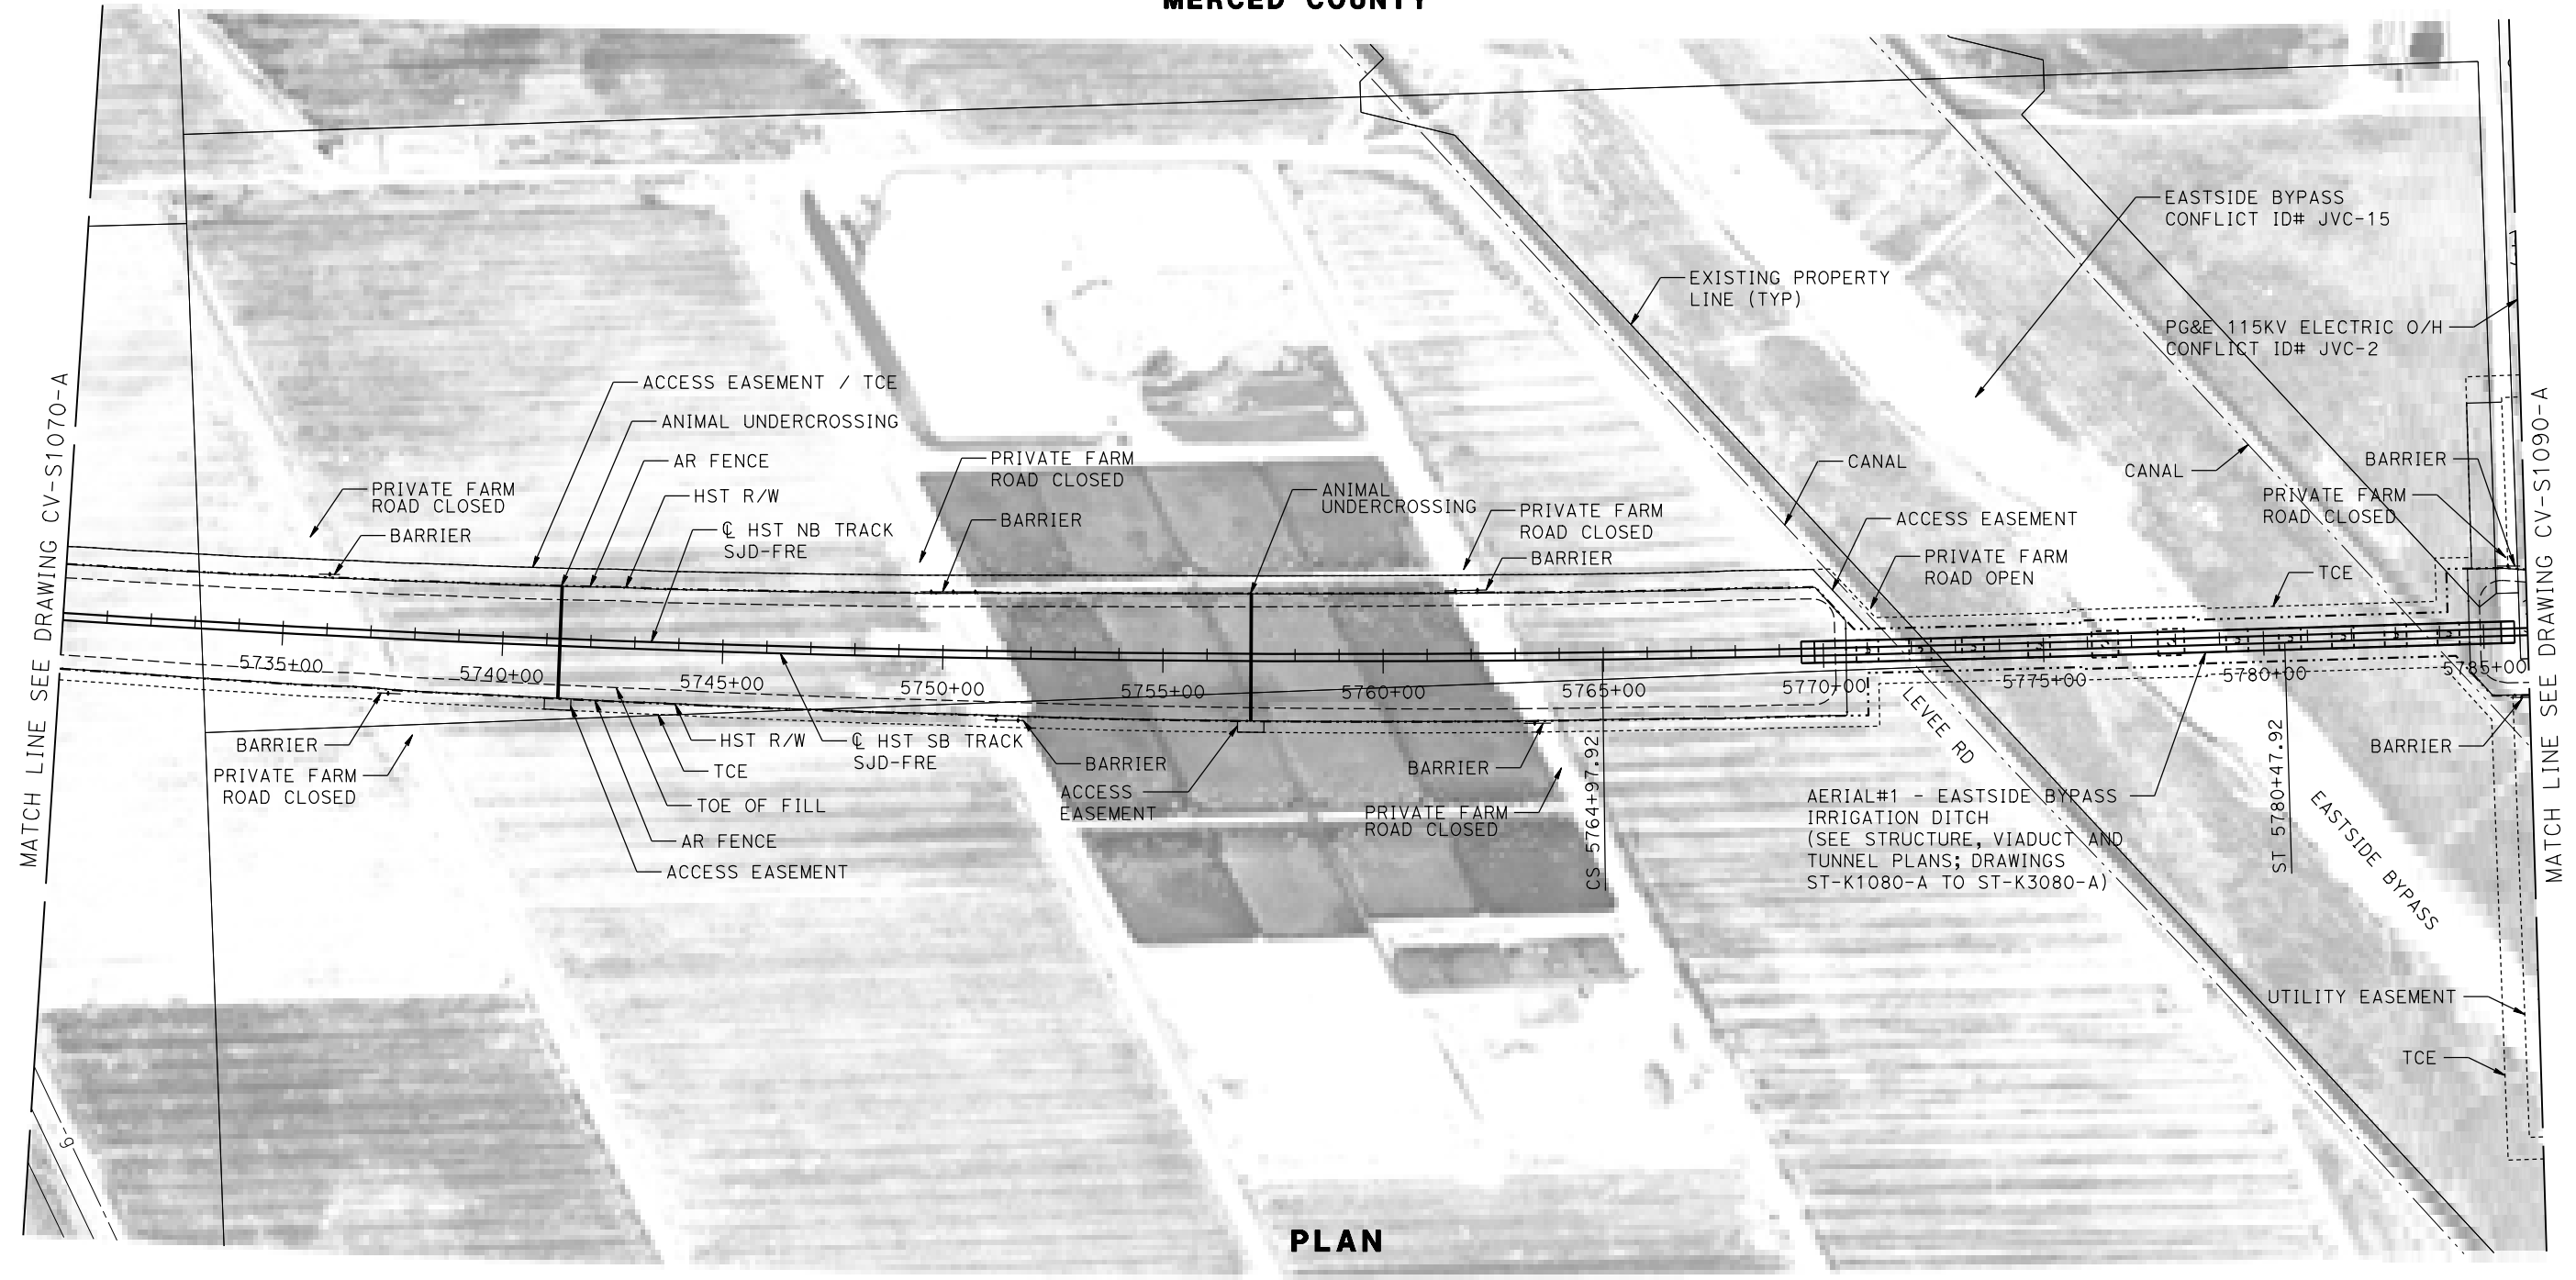 MERCED COUNTY
MATCH LINE SEE DRAWING CV-S1070-A
EASTSIDE BYPASS
CONFLICT ID# JVC-15
EXISTING PROPERTY
LINE (TYP)
PG&E 115KV ELECTRIC O/H
CONFLICT ID# JVC-2
ACCESS EASEMENT / TCE
ANIMAL UNDERCROSSING
AR FENCE
HST R/W
℄ HST NB TRACK
SJD-FRE
PRIVATE FARM
ROAD CLOSED
BARRIER
PRIVATE FARM
ROAD CLOSED
BARRIER
ANIMAL
UNDERCROSSING
PRIVATE FARM
ROAD CLOSED
BARRIER
CANAL
ACCESS EASEMENT
PRIVATE FARM
ROAD OPEN
CANAL
BARRIER
PRIVATE FARM
ROAD CLOSED
TCE
MATCH LINE SEE DRAWING CV-S1090-A
5735+00
5740+00
5745+00
5750+00
5755+00
5760+00
5765+00
5770+00
5775+00
5780+00
5785+00
BARRIER
PRIVATE FARM
ROAD CLOSED
HST R/W
TCE
TOE OF FILL
AR FENCE
ACCESS EASEMENT
℄ HST SB TRACK
SJD-FRE
BARRIER
ACCESS
EASEMENT
BARRIER
PRIVATE FARM
ROAD CLOSED
CS 5764+97.92
LEVEE RD
AERIAL#1 - EASTSIDE BYPASS
IRRIGATION DITCH
(SEE STRUCTURE, VIADUCT AND
TUNNEL PLANS; DRAWINGS
ST-K1080-A TO ST-K3080-A)
ST 5780+47.92
EASTSIDE BYPASS
BARRIER
UTILITY EASEMENT
TCE
PLAN